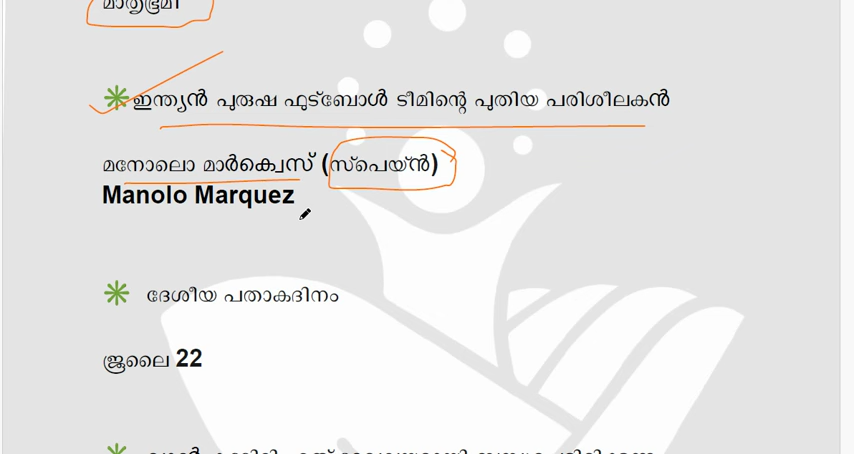 മാതൃഭൂമി
ഇന്ത്യൻ പുരുഷ ഫുട്ബോൾ ടീമിന്റെ പുതിയ പരിശീലകൻ
മനോലൊ മാർക്വെസ് (സ്പെയ്ൻ)
Manolo Marquez
ദേശീയ പതാകദിനം
ജൂലൈ 22